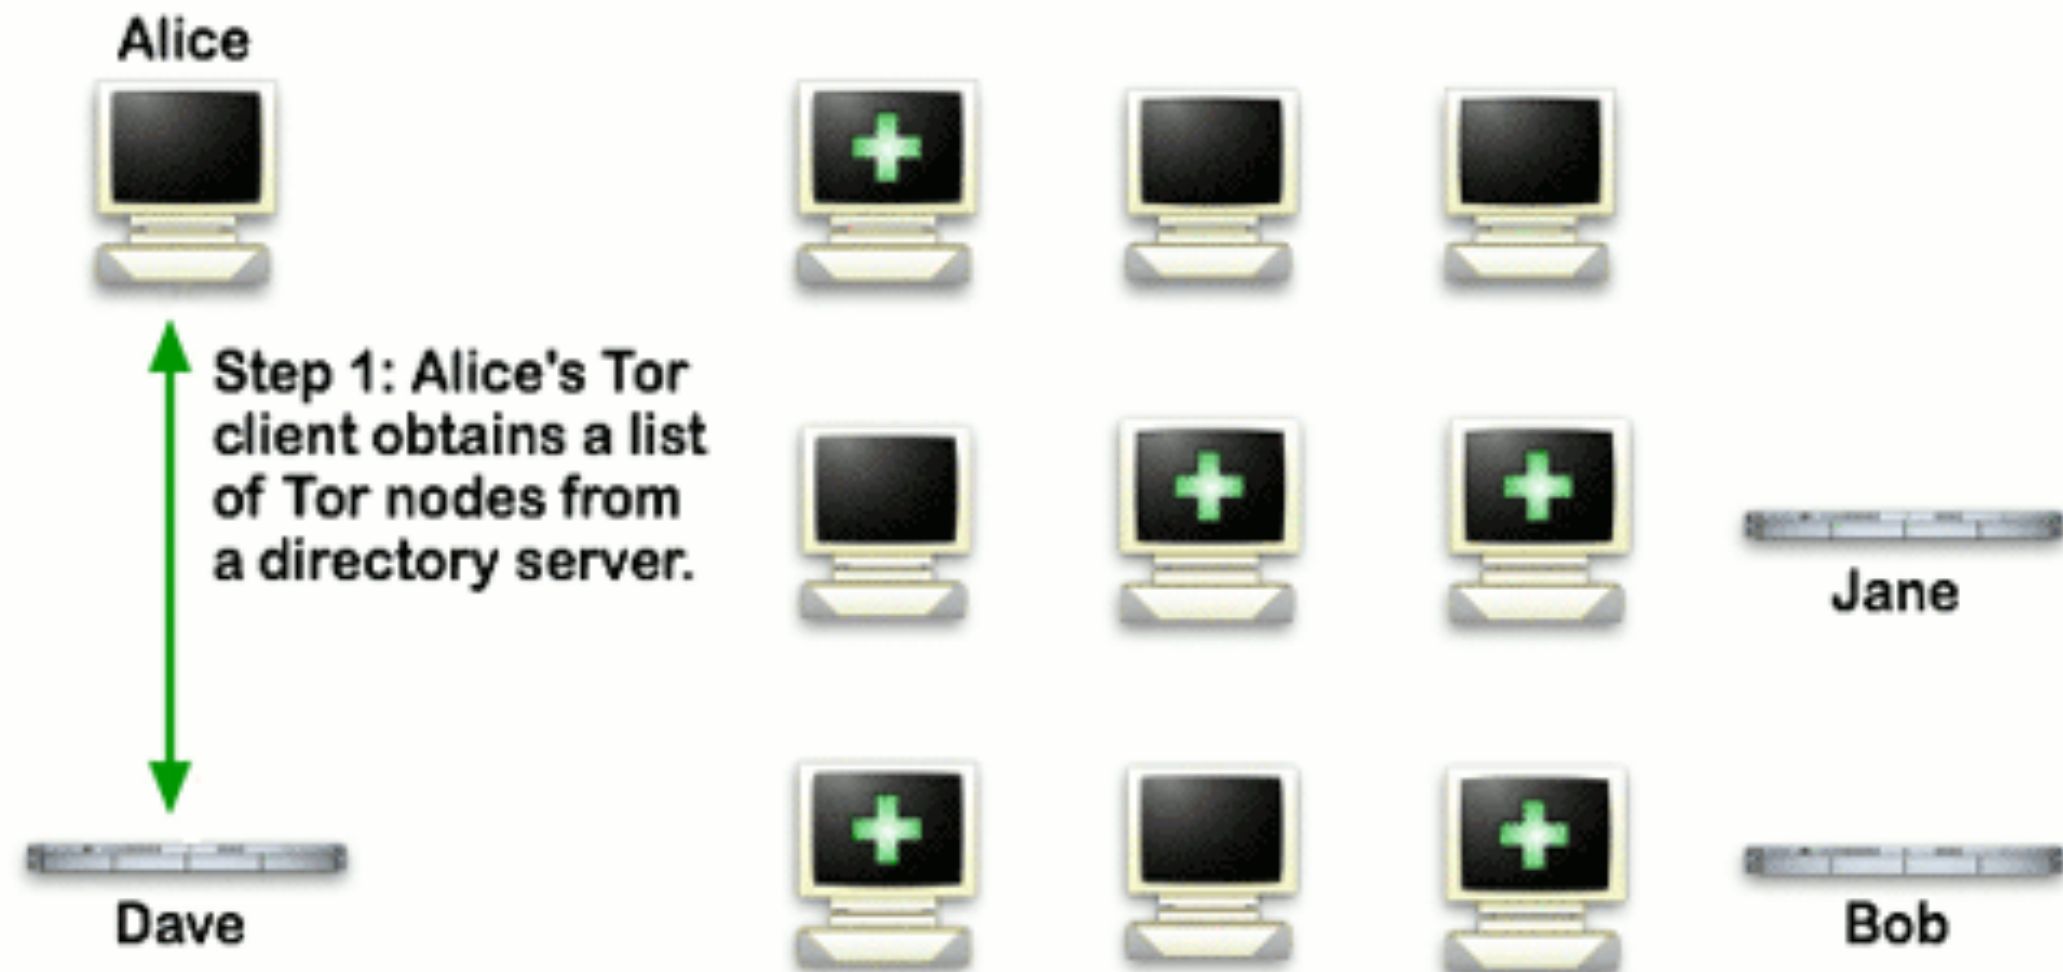 Alice
Step 1: Alice's Tor
client obtains a list
of Tor nodes from
a directory server.
Jane
Dave
Bob